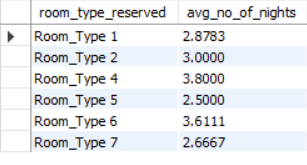 room_type_reserved avg_no_of_nights
Room_Type 1 2.8783
Room_Type 2 3.0000
Room_Type 4 3.8000
Room_Type 5 2.5000
Room_Type 6 3.6111
Room_Type 7 2.6667